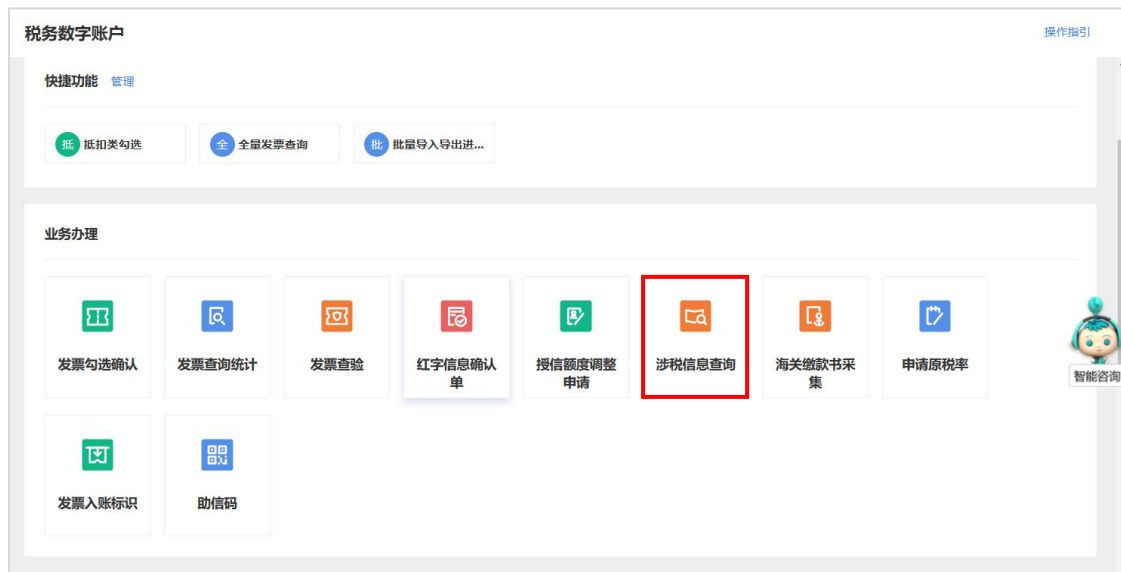 税务数字账户
操作指引
快捷功能 管理
抵 抵扣类勾选
全 全量发票查询
批 批量导入导出进...
业务办理
发票勾选确认
发票查询统计
发票查验
红字信息确认
单
授信额度调整
申请
涉税信息查询
海关缴款书采
集
申请原税率
智能咨询
发票入账标识
助信码